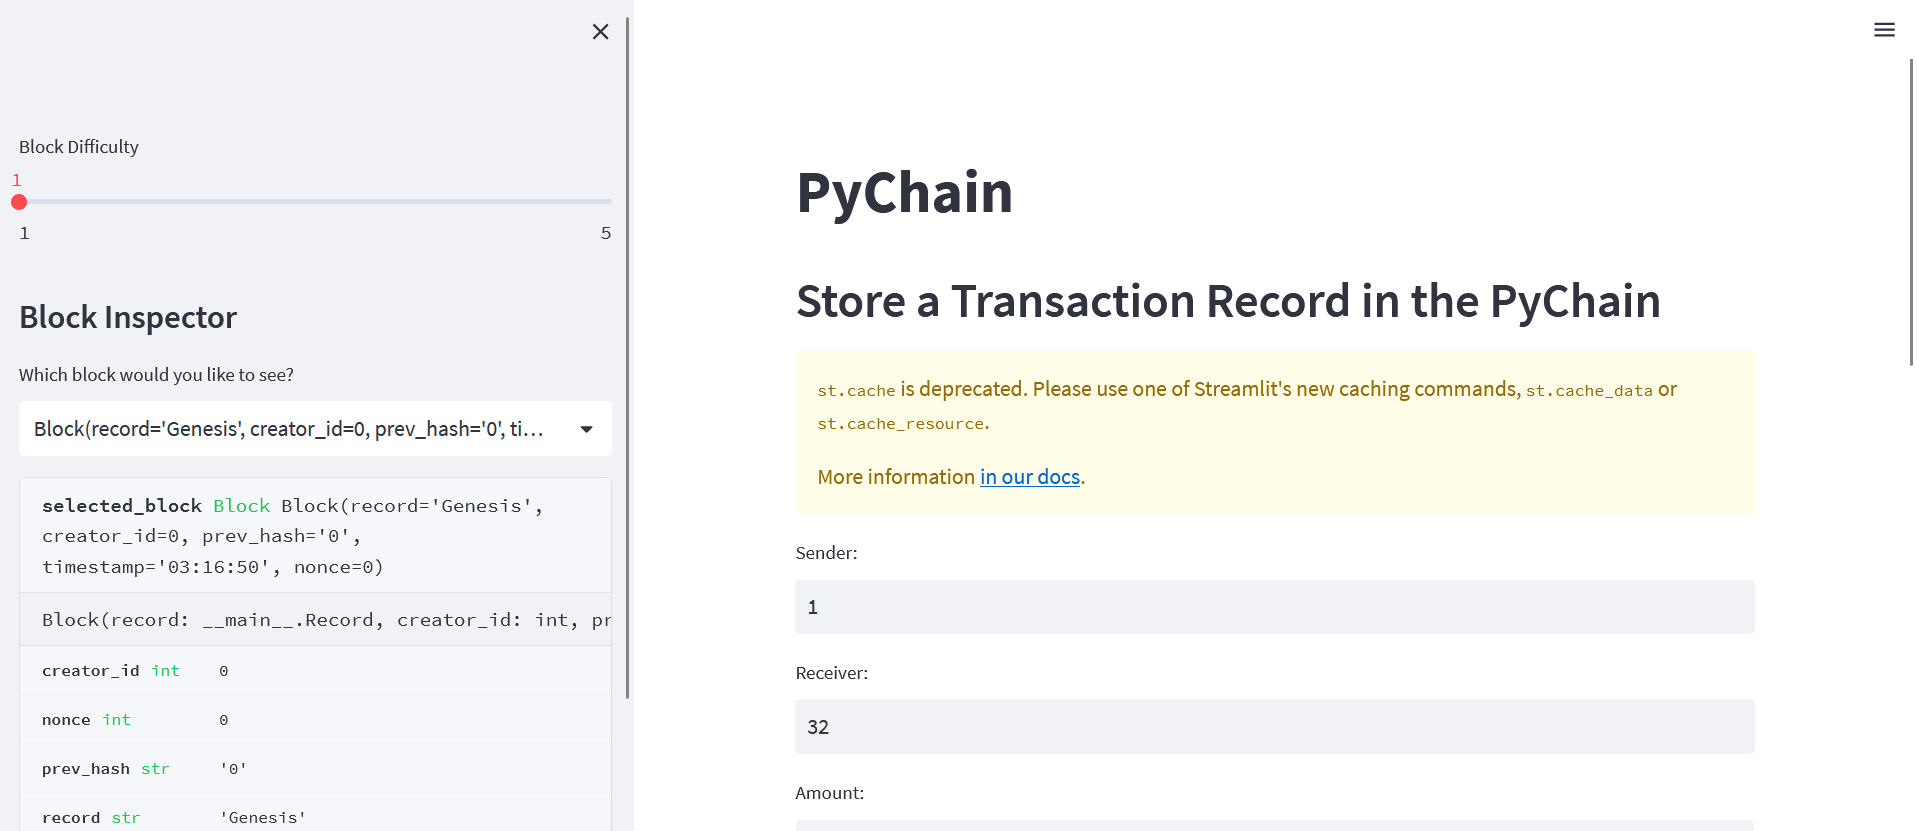 Block Difficulty
1
1
5
Block Inspector
Which block would you like to see?
Block(record='Genesis', creator_id=0, prev_hash='0', ti...
selected_block Block Block(record='Genesis',
creator_id=0, prev_hash='0',
timestamp='03:16:50', nonce=0)
Block(record: __main__.Record, creator_id: int, pr
creator_id int 0
nonce int 0
prev_hash str '0'
record str 'Genesis'
PyChain
Store a Transaction Record in the PyChain
st.cache is deprecated. Please use one of Streamlit's new caching commands, st.cache_data or
st.cache_resource.
More information in our docs.
Sender:
1
Receiver:
32
Amount: